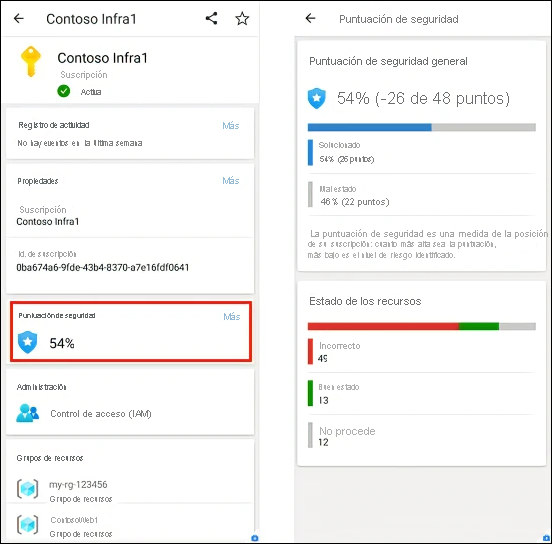 Contoso Infra1
Contoso Infra1
Suscripción
Activa
Registro de actividad
Más
No hay eventos en la última semana
Propiedades
Más
Suscripción
Contoso Infra1
Id. de suscripción
0ba674a6-9fde-43b4-8370-a7e16fdf0641
Puntuación de seguridad
Más
54%
Administración
Control de acceso (IAM)
Grupos de recursos
my-rg-123456
Grupo de recursos
ContosoWeb1
Grupo de recursos
Puntuación de seguridad
Puntuación de seguridad general
54% (-26 de 48 puntos)
Solucionado
54% (26 puntos)
Mal estado
46% (22 puntos)
La puntuación de seguridad es una medida de la posición
de su suscripción: cuanto más alta sea la puntuación,
más bajo es el nivel de riesgo identificado.
Estado de los recursos
Incorrecto
49
Buen estado
13
No procede
12